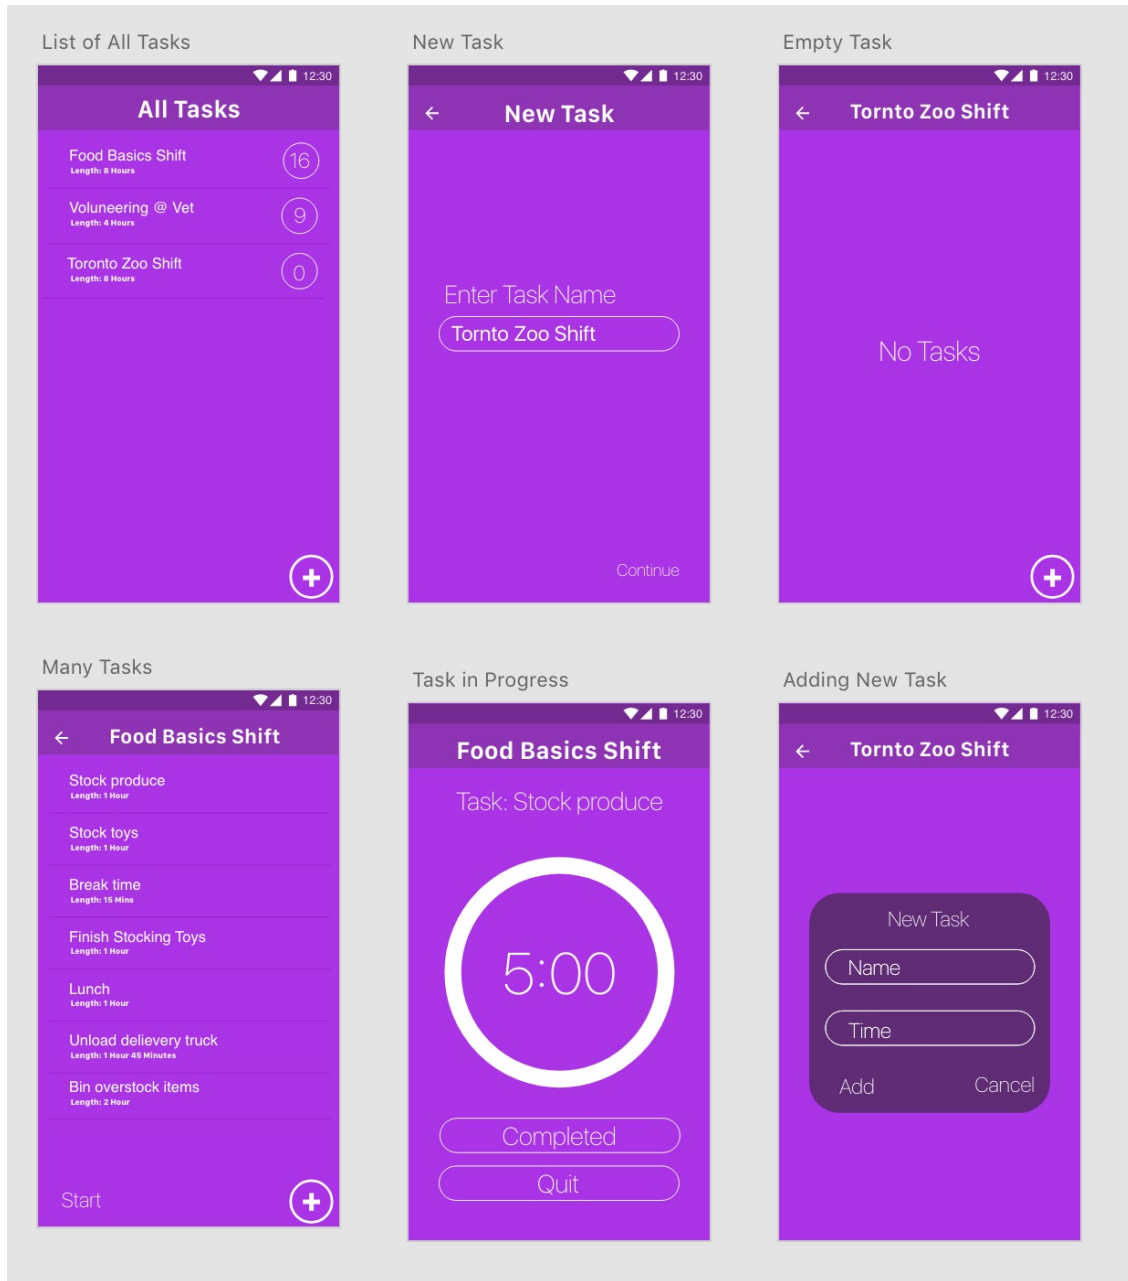 List of All Tasks
12:30
All Tasks
Food Basics Shift
Length: 8 Hours
16
Voluneering @ Vet
Length: 4 Hours
9
Toronto Zoo Shift
Length: 8 Hours
0
New Task
12:30
New Task
Enter Task Name
Tornto Zoo Shift
Continue
Empty Task
12:30
Tornto Zoo Shift
No Tasks
Many Tasks
12:30
Food Basics Shift
Stock produce
Length: 1 Hour
Stock toys
Length: 1 Hour
Break time
Length: 15 Mins
Finish Stocking Toys
Length: 1 Hour
Lunch
Length: 1 Hour
Unload delievery truck
Length: 1 Hour 45 Minutes
Bin overstock items
Length: 2 Hour
Start
Task in Progress
12:30
Food Basics Shift
Task: Stock produce
5:00
Completed
Quit
Adding New Task
12:30
Tornto Zoo Shift
New Task
Name
Time
Add Cancel